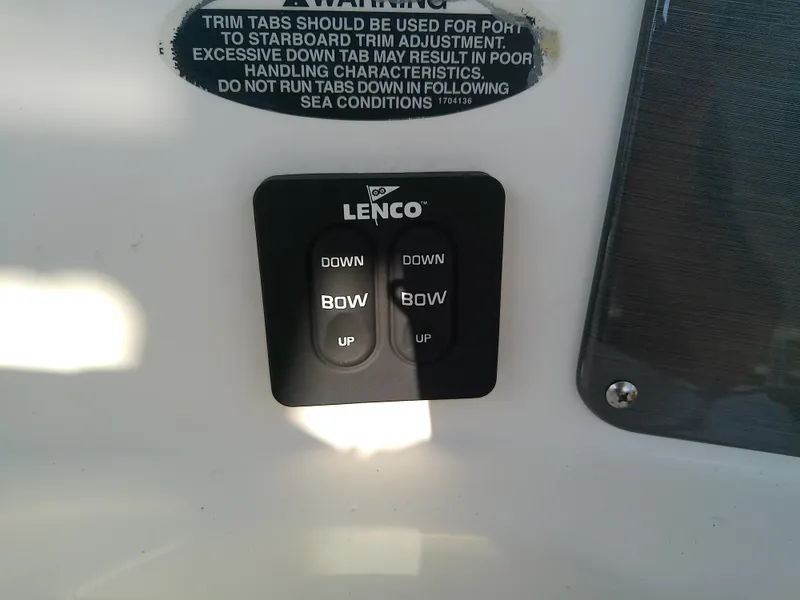 WARNING
TRIM TABS SHOULD BE USED FOR PORT
TO STARBOARD TRIM ADJUSTMENT.
EXCESSIVE DOWN TAB MAY RESULT IN POOR
HANDLING CHARACTERISTICS.
DO NOT RUN TABS DOWN IN FOLLOWING
SEA CONDITIONS 1704136
LENCO™
DOWN DOWN
BOW BOW
UP UP